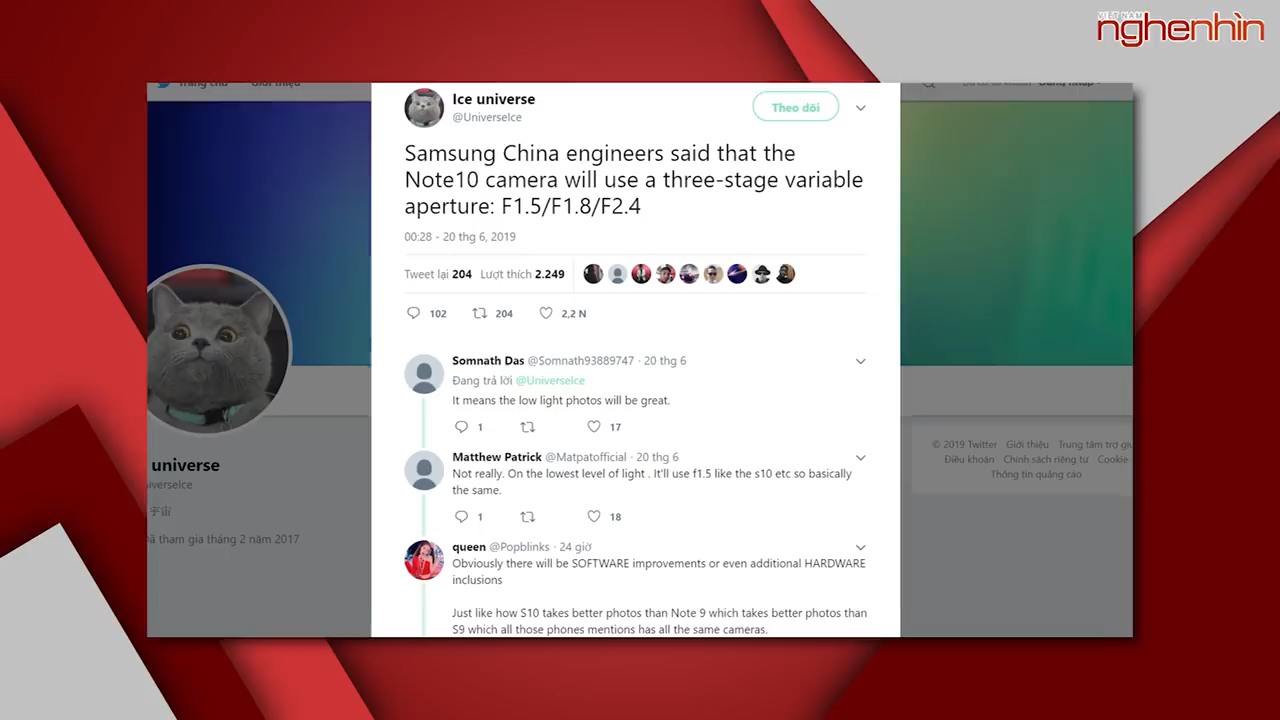 VIỆT NAM
nghenhìn
Ice universe
@UniverseIce
Theo dõi
Samsung China engineers said that the
Note10 camera will use a three-stage variable
aperture: F1.5/F1.8/F2.4
00:28 - 20 thg 6, 2019
Tweet lại 204 Lượt thích 2.249
102 204 2,2 N
Somnath Das @Somnath93889747 · 20 thg 6
Đang trả lời @UniverseIce
It means the low light photos will be great.
1 17
Matthew Patrick @Matpatofficial · 20 thg 6
Not really. On the lowest level of light . It'll use f1.5 like the s10 etc so basically
the same.
1 18
queen @Popblinks · 24 giờ
Obviously there will be SOFTWARE improvements or even additional HARDWARE
inclusions
Just like how S10 takes better photos than Note 9 which takes better photos than
S9 which all those phones mentions has all the same cameras.
universe
iverseIce
宇宙
Đã tham gia tháng 2 năm 2017
© 2019 Twitter Giới thiệu Trung tâm trợ
Điều khoản Chính sách riêng tư Cookie
Thông tin quảng cáo